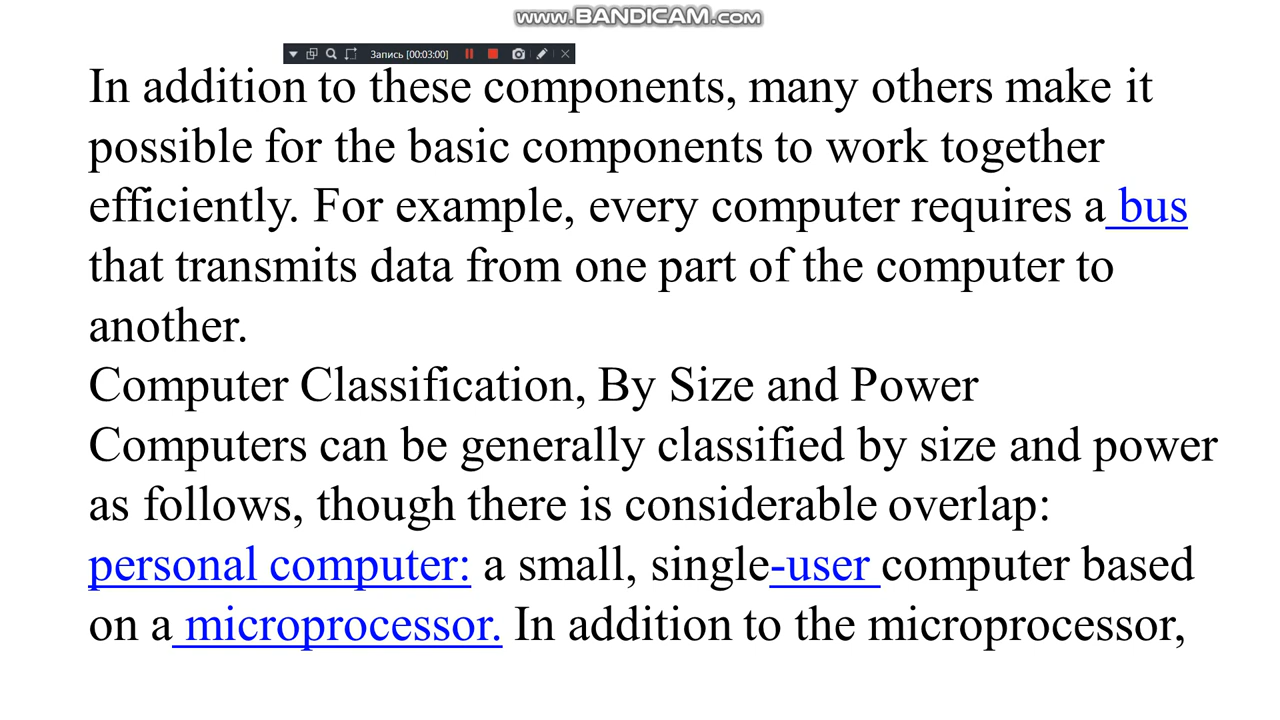 www.BANDICAM.com
Запись [00:03:00]
In addition to these components, many others make it
possible for the basic components to work together
efficiently. For example, every computer requires a bus
that transmits data from one part of the computer to
another.
Computer Classification, By Size and Power
Computers can be generally classified by size and power
as follows, though there is considerable overlap:
personal computer: a small, single-user computer based
on a microprocessor. In addition to the microprocessor,